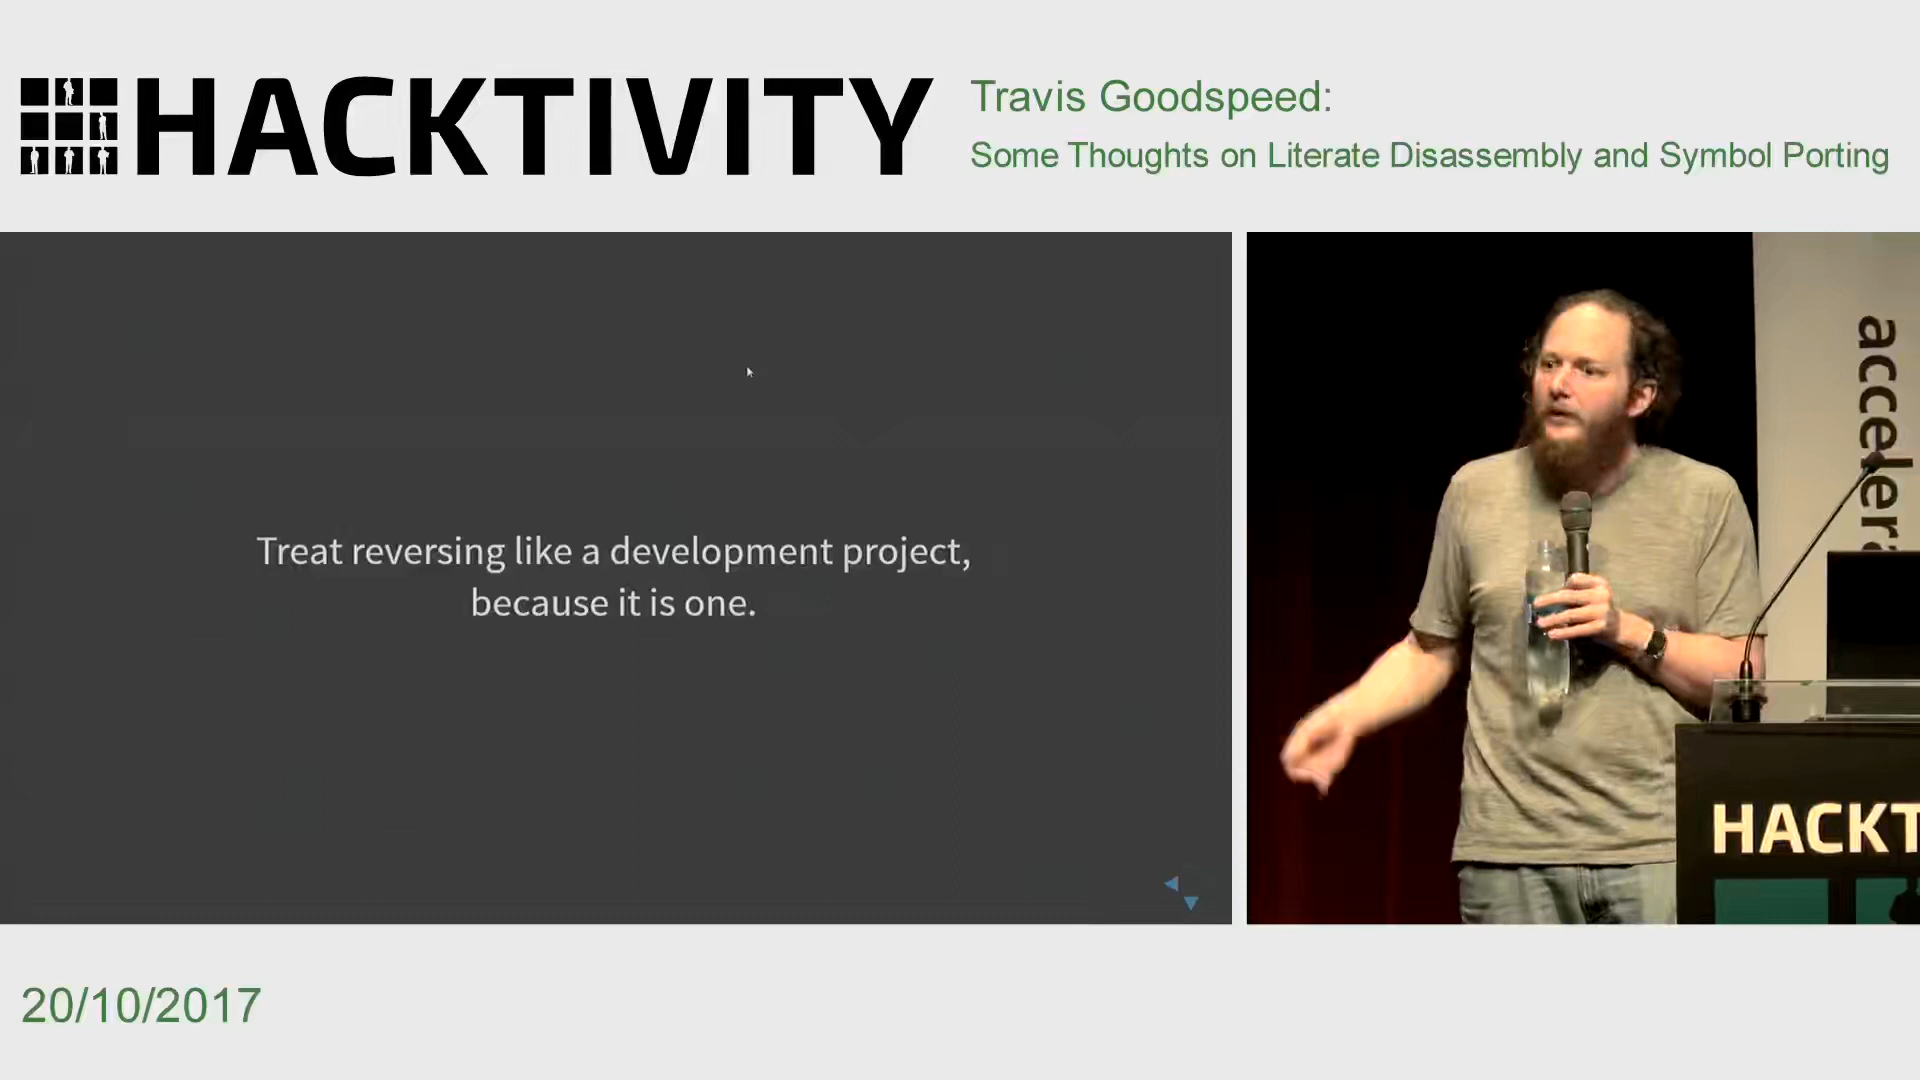 HACKTIVITY
Travis Goodspeed:
Some Thoughts on Literate Disassembly and Symbol Porting
Treat reversing like a development project,
because it is one.
acceler
HACKT
20/10/2017